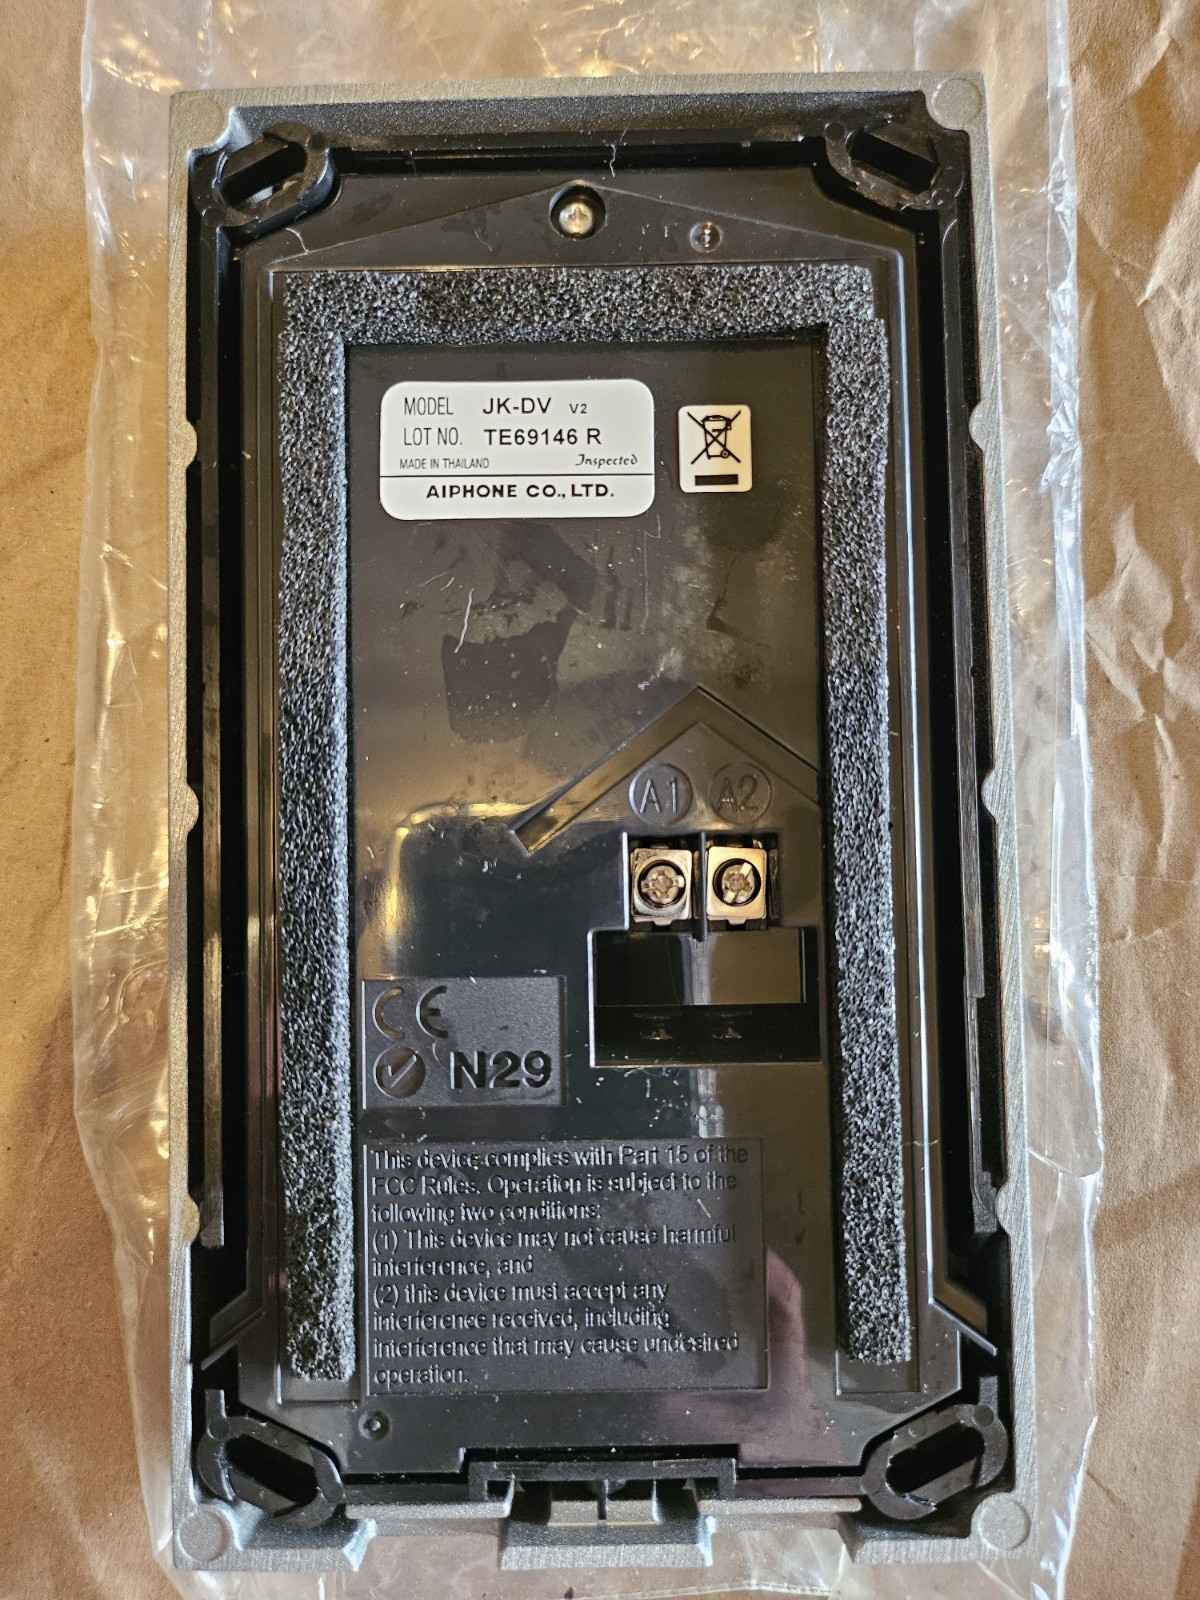 MODEL JK-DV V2
LOT NO. TE69146 R
MADE IN THAILAND Inspected
AIPHONE CO., LTD.
A1 A2
CE
N29
This device complies with Part 15 of the
FCC Rules. Operation is subject to the
following two conditions:
(1) This device may not cause harmful
interference, and
(2) this device must accept any
interference received, including
interference that may cause undesired
operation.